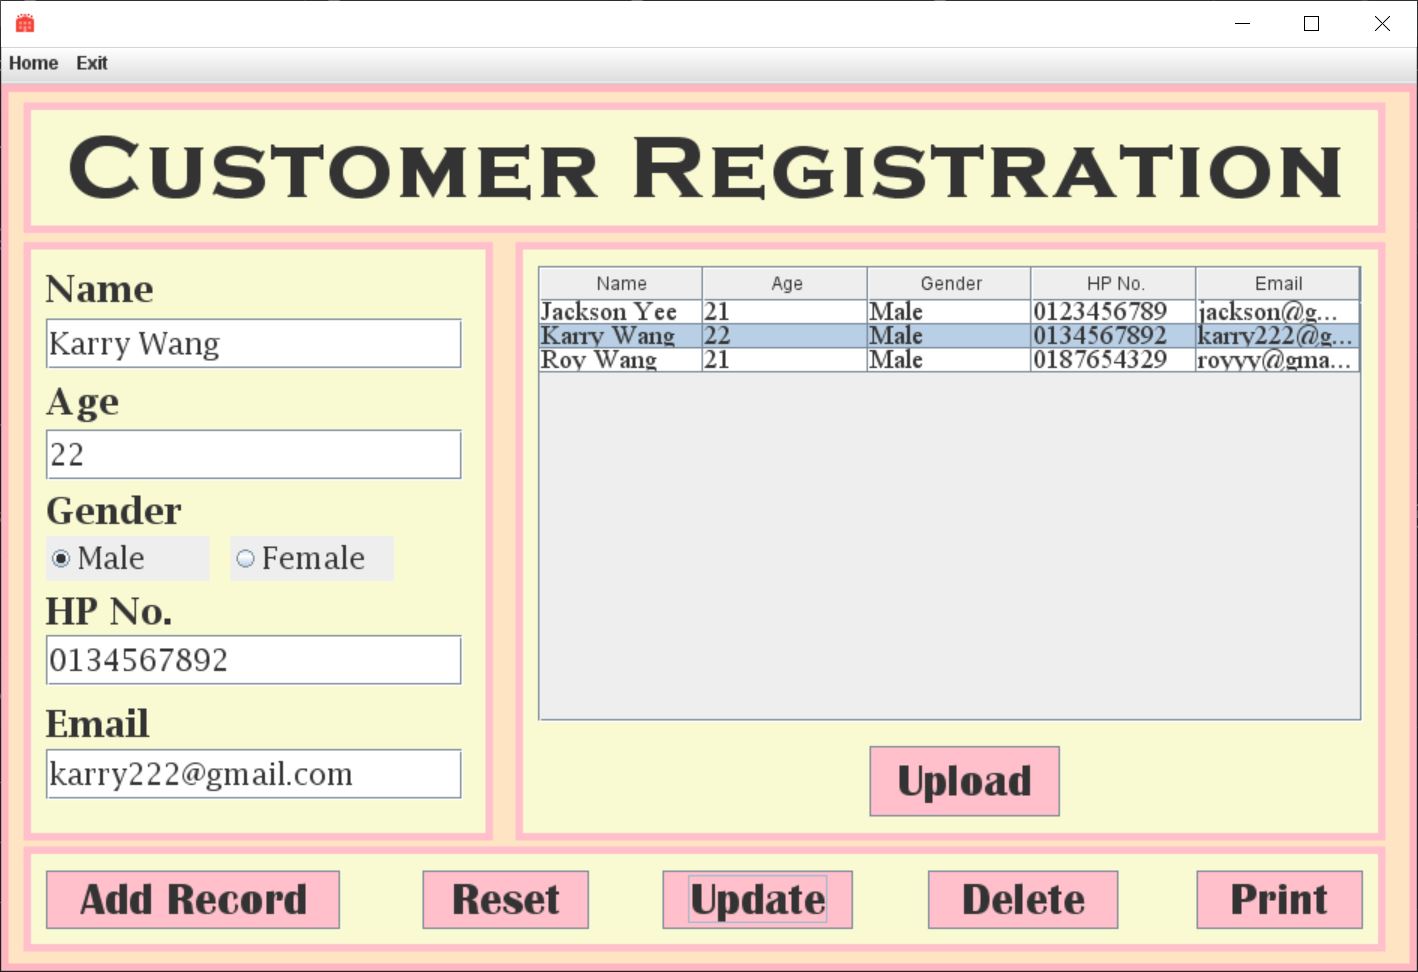 Home Exit
Customer Registration
Name
Karry Wang
Age
22
Gender
Male Female
HP No.
0134567892
Email
karry222@gmail.com
Name Age Gender HP No. Email
Jackson Yee 21 Male 0123456789 jackson@g...
Karry Wang 22 Male 0134567892 karry222@g...
Roy Wang 21 Male 0187654329 royyy@gma...
Upload
Add Record Reset Update Delete Print